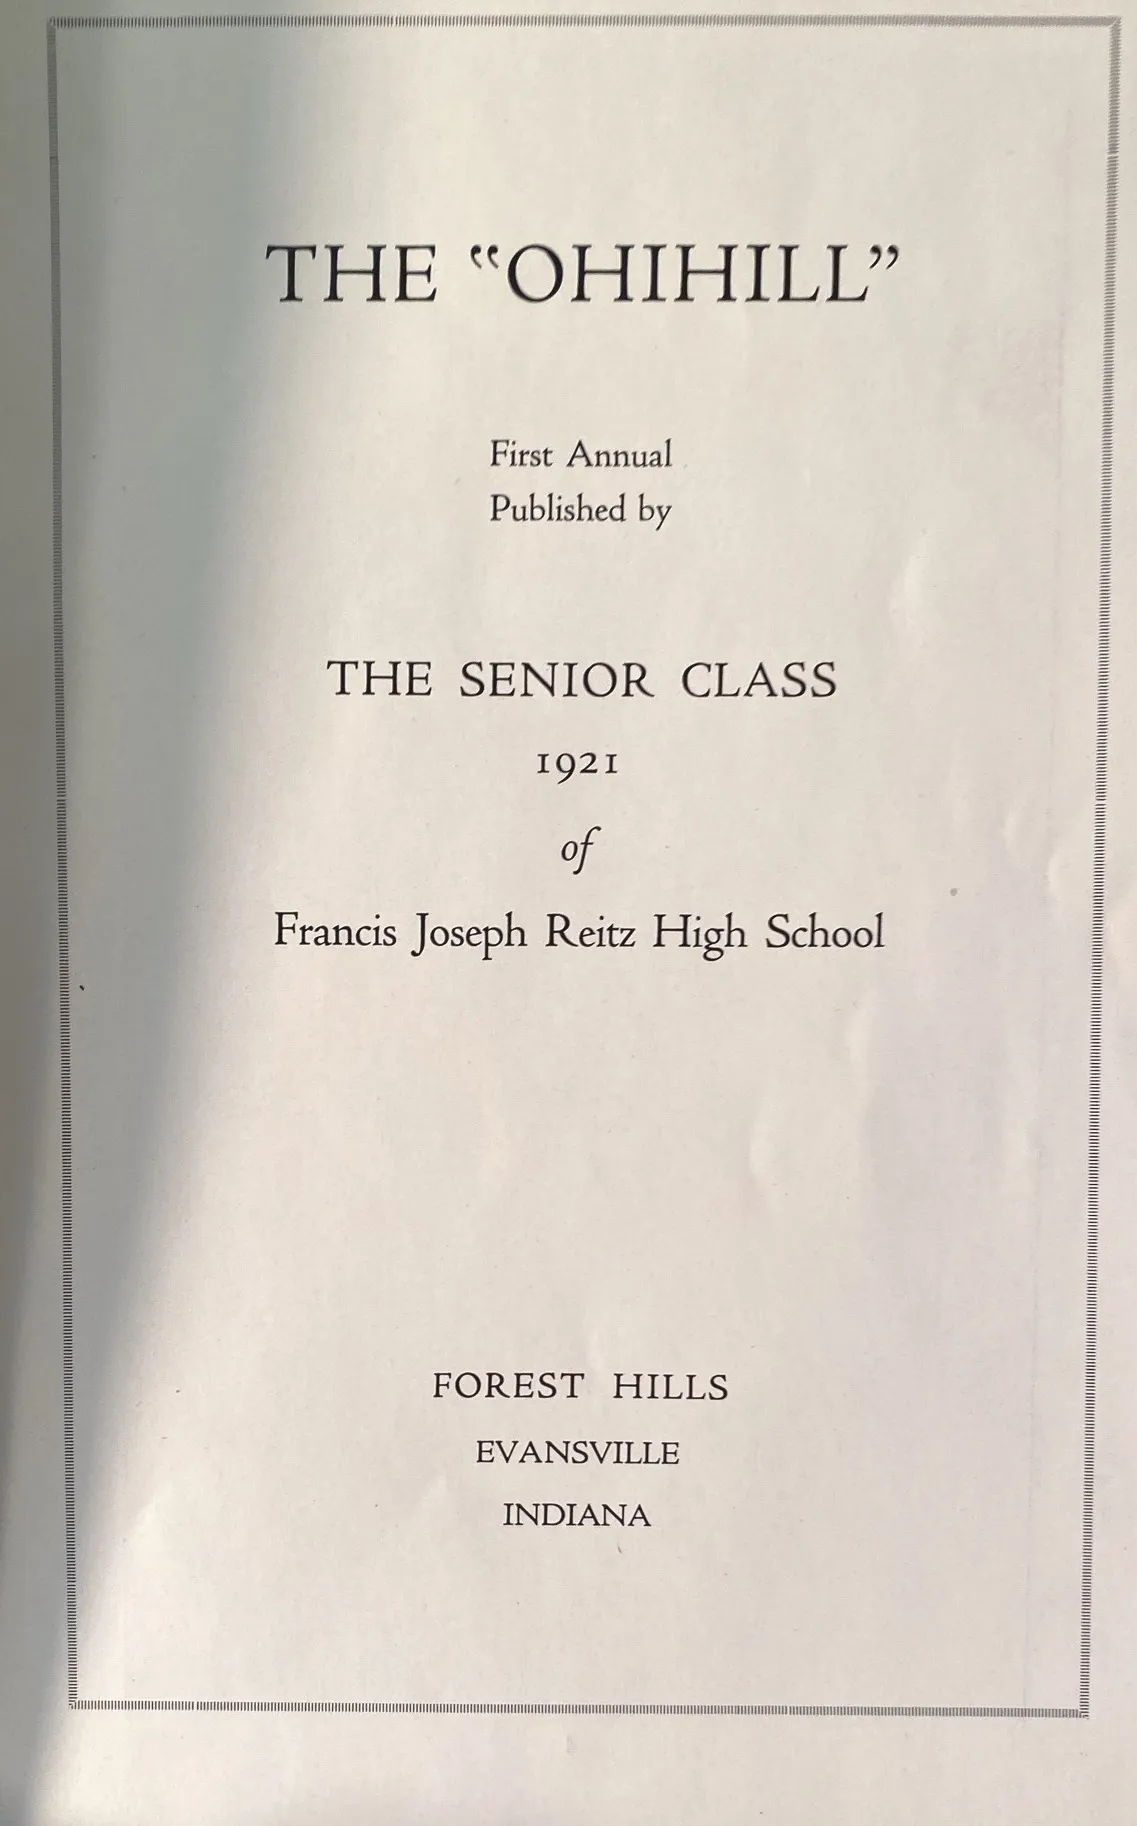 THE “OHIHILL”
First Annual
Published by
THE SENIOR CLASS
1921
of
Francis Joseph Reitz High School
FOREST HILLS
EVANSVILLE
INDIANA